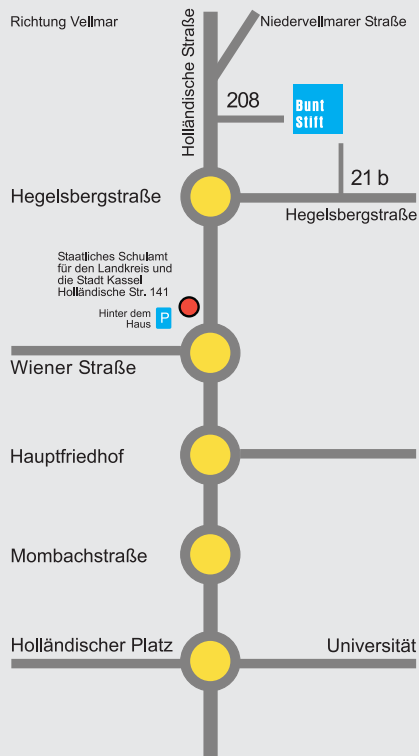 Richtung Vellmar
Holländische Straße
Niedervellmarer Straße
208
Bunt
Stift
21 b
Hegelsbergstraße
Hegelsbergstraße
Staatliches Schulamt
für den Landkreis und
die Stadt Kassel
Holländische Str. 141
Hinter dem
Haus
P
Wiener Straße
Hauptfriedhof
Mombachstraße
Holländischer Platz
Universität